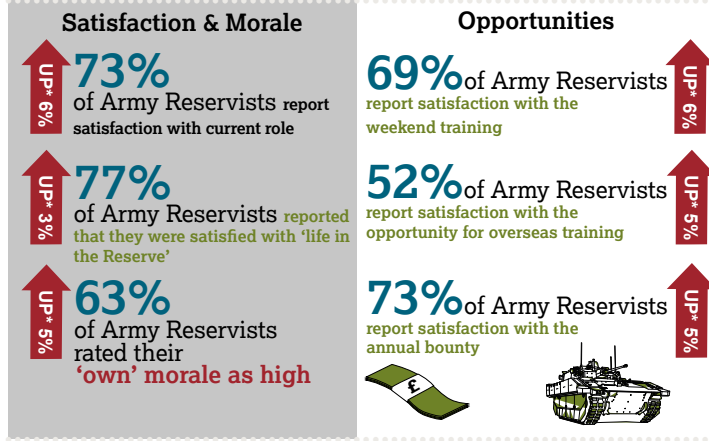 Satisfaction & Morale
UP* 6%
73%
of Army Reservists report
satisfaction with current role
UP* 3%
77%
of Army Reservists reported
that they were satisfied with ‘life in
the Reserve’
UP* 5%
63%
of Army Reservists
rated their
‘own’ morale as high
Opportunities
69% of Army Reservists
report satisfaction with the
weekend training
UP* 6%
52% of Army Reservists
report satisfaction with the
opportunity for overseas training
UP* 5%
73% of Army Reservists
report satisfaction with the
annual bounty
UP* 5%
£